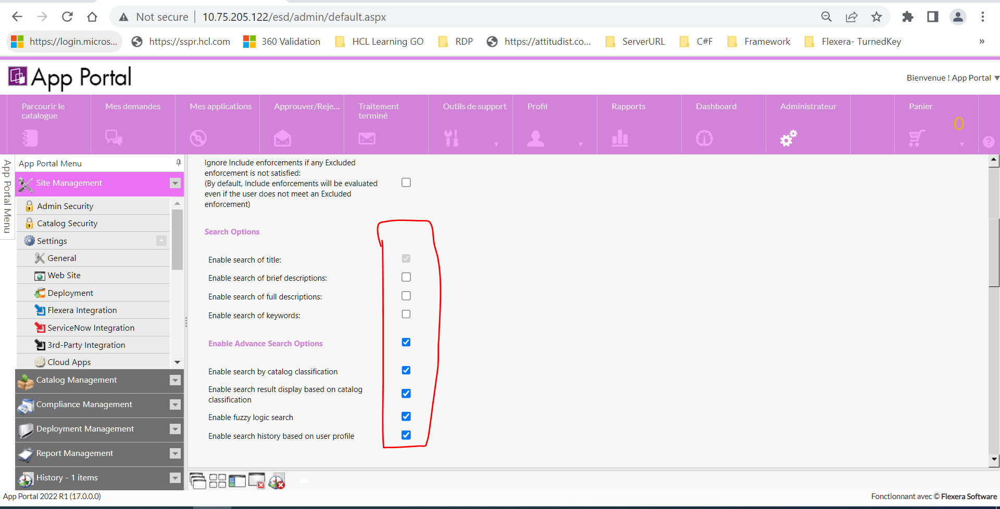 Not secure
10.75.205.122/esd/admin/default.aspx
https://login.micros...
https://sspr.hcl.com
360 Validation
HCL Learning GO
RDP
https://attitudist.co...
ServerURL
C#F
Framework
Flexera- TurnedKey
»
App Portal
Bienvenue ! App Portal
Parcourir le
catalogue
Mes demandes
Mes applications
Approuver/Reje...
Traitement
terminé
Outils de support
Profil
Rapports
Dashboard
Administrateur
Panier
0
?
App Portal Menu
App Portal Menu
Site Management
Admin Security
Catalog Security
Settings
General
Web Site
Deployment
Flexera Integration
ServiceNow Integration
3rd-Party Integration
Cloud Apps
Catalog Management
Compliance Management
Deployment Management
Report Management
History - 1 items
Ignore Include enforcements if any Excluded
enforcement is not satisfied:
(By default, Include enforcements will be evaluated
even if the user does not meet an Excluded
enforcement)
Search Options
Enable search of title:
Enable search of brief descriptions:
Enable search of full descriptions:
Enable search of keywords:
Enable Advance Search Options
Enable search by catalog classification
Enable search result display based on catalog
classification
Enable fuzzy logic search
Enable search history based on user profile
App Portal 2022 R1 (17.0.0.0)
Fonctionnant avec © Flexera Software